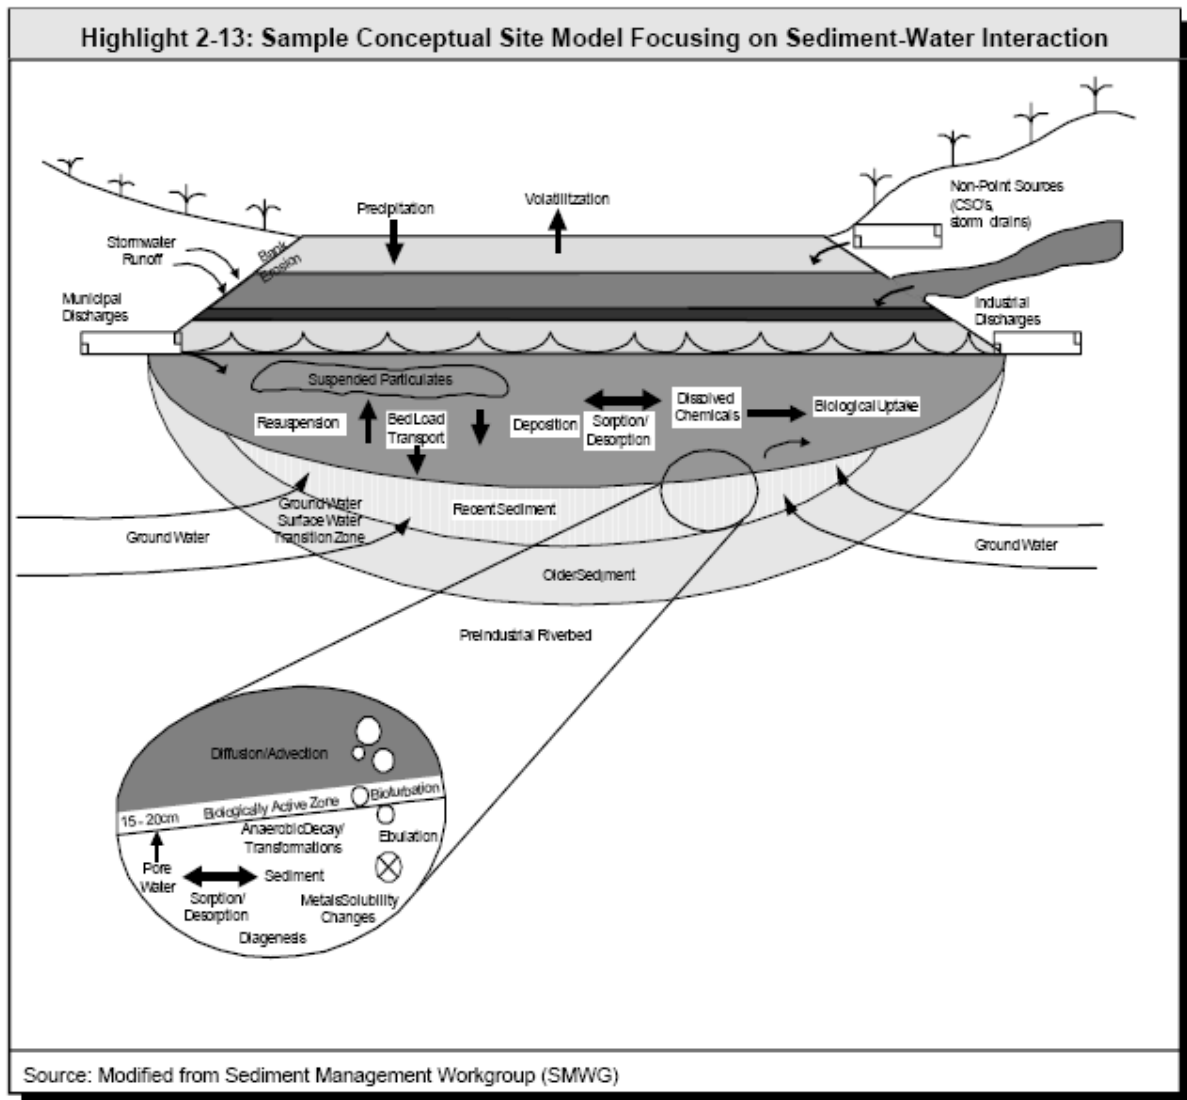 Highlight 2-13: Sample Conceptual Site Model Focusing on Sediment-Water Interaction
Non-Point Sources
(CSO's,
storm drains)
Precipitation
Volatilitzation
Stormwater
Runoff
Bank
Erosion
Municipal
Discharges
Industrial
Discharges
Suspended Particulates
Resuspension
Bed Load
Transport
Deposition
Sorption/
Desorption
Dissolved
Chemicals
Biological Uptake
Ground Water
Surface Water
Transition Zone
Recent Sediment
Ground Water
Ground Water
Older Sediment
Preindustrial Riverbed
Diffusion/Advection
15 - 20cm
Biologically Active Zone
Bioturbation
Anaerobic Decay/
Transformations
Ebulation
Pore
Water
Sediment
Sorption/
Desorption
Metals Solubility
Changes
Diagenesis
Source: Modified from Sediment Management Workgroup (SMWG)